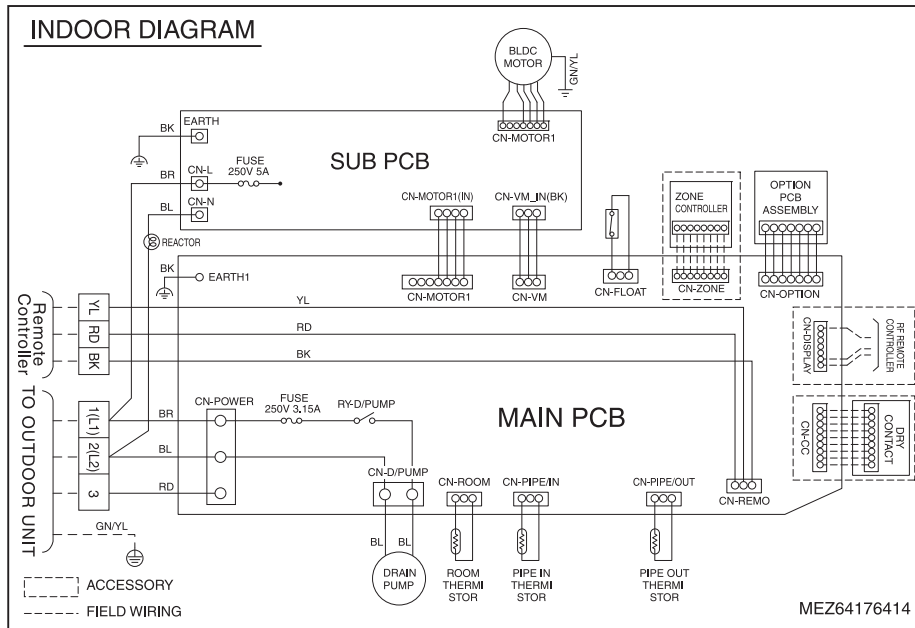 INDOOR DIAGRAM
BLDC
MOTOR
GN/YL
CN-MOTOR1
EARTH
BK
SUB PCB
CN-L
FUSE
250V 5A
BR
CN-N
BL
REACTOR
CN-MOTOR1(IN)
CN-VM_IN(BK)
ZONE
CONTROLLER
OPTION
PCB
ASSEMBLY
BK
EARTH1
CN-MOTOR1
CN-VM
CN-FLOAT
CN-ZONE
CN-OPTION
Remote
Controller
YL
RD
BK
YL
RD
BK
CN-DISPLAY
RF REMOTE
CONTROLLER
TO OUTDOOR UNIT
1(L1)
2(L2)
3
BR
BL
RD
GN/YL
CN-POWER
FUSE
250V 3.15A
RY-D/PUMP
MAIN PCB
CN-CC
DRY
CONTACT
CN-D/PUMP
CN-ROOM
CN-PIPE/IN
CN-PIPE/OUT
CN-REMO
BL
BL
DRAIN
PUMP
ROOM
THERMI
STOR
PIPE IN
THERMI
STOR
PIPE OUT
THERMI
STOR
ACCESSORY
FIELD WIRING
MEZ64176414